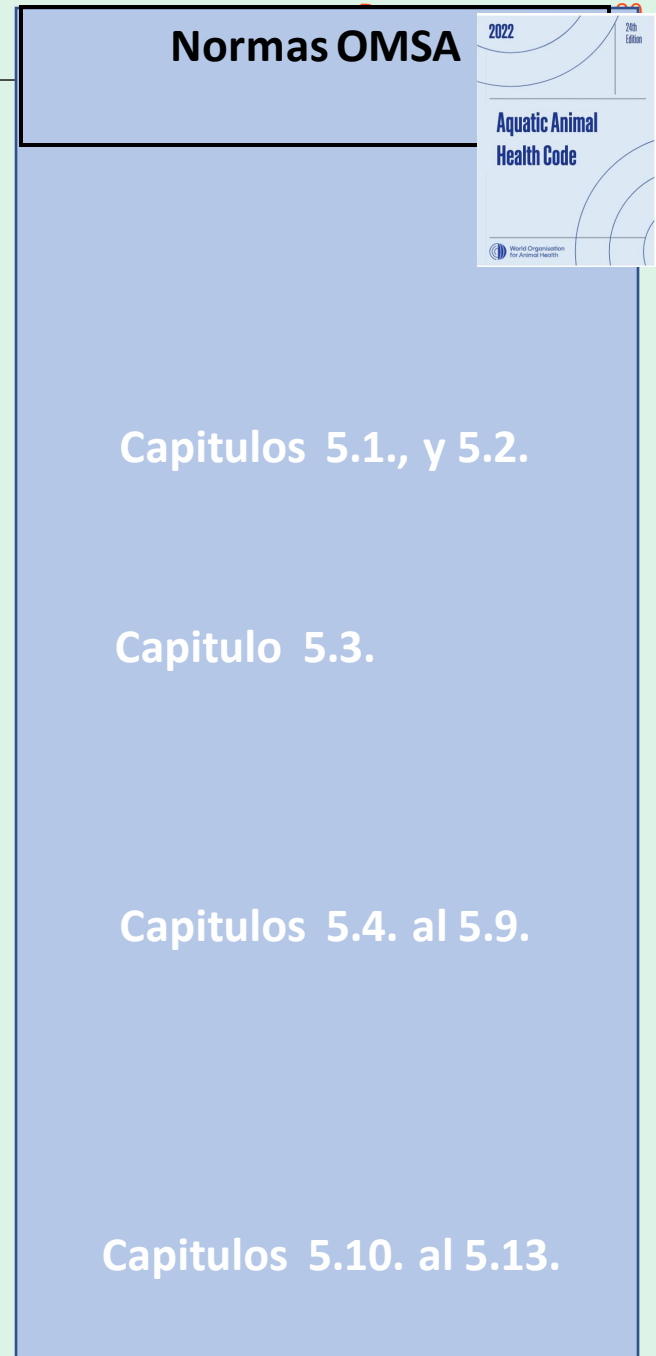 Normas OMSA
2022
24th
Edition
Aquatic Animal
Health Code
World Organisation
for Animal Health
Capitulos 5.1., y 5.2.
Capitulo 5.3.
Capitulos 5.4. al 5.9.
Capitulos 5.10. al 5.13.